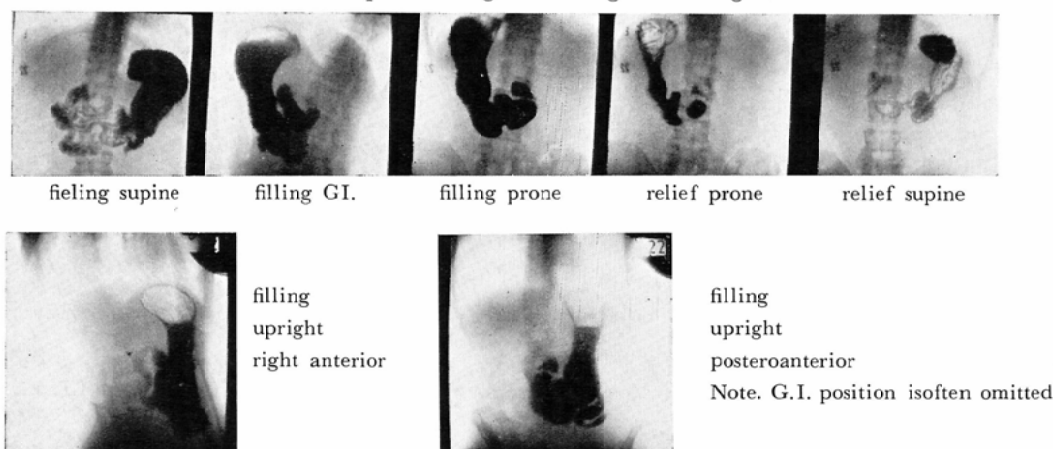 fieling supine
filling GI.
filling prone
relief prone
relief supine
filling
upright
right anterior
22
filling
upright
posteroanterior
Note. G.I. position isoften omitted